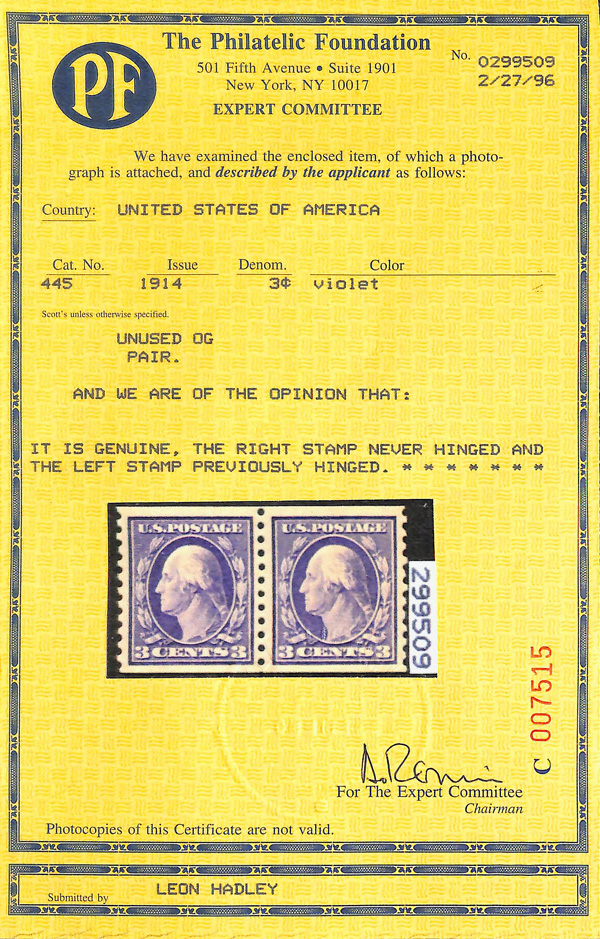 PF
The Philatelic Foundation
501 Fifth Avenue • Suite 1901
New York, NY 10017
EXPERT COMMITTEE
No. 0299509
2/27/96
We have examined the enclosed item, of which a photo-
graph is attached, and described by the applicant as follows:
Country: UNITED STATES OF AMERICA
Cat. No. Issue Denom. Color
445 1914 3¢ violet
Scott's unless otherwise specified.
UNUSED OG
PAIR.
AND WE ARE OF THE OPINION THAT:
IT IS GENUINE, THE RIGHT STAMP NEVER HINGED AND
THE LEFT STAMP PREVIOUSLY HINGED. * * * * * * *
U.S. POSTAGE U.S. POSTAGE
3 CENTS 3 3 CENTS 3
299509
C 007515
For The Expert Committee
Chairman
Photocopies of this Certificate are not valid.
Submitted by LEON HADLEY